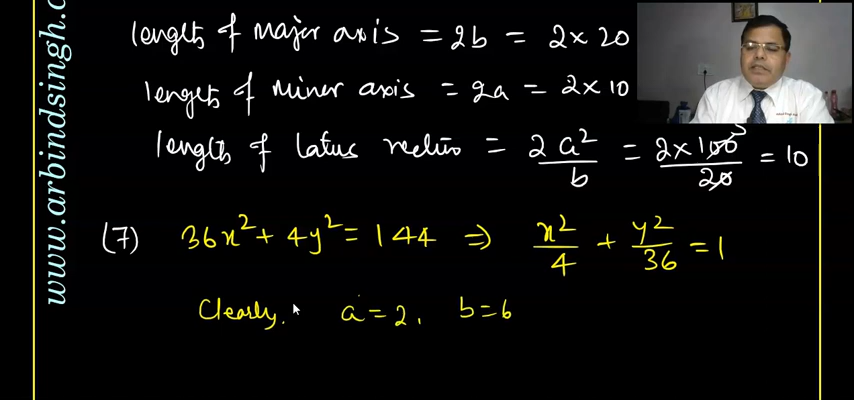 www.arbindsingh.
length of major axis = 2b = 2 × 20
length of minor axis = 2a = 2 × 10
length of latus rectum = 2a²/b = 2 × 100/20 = 10
(7) 36x² + 4y² = 144 ⇒ x²/4 + y²/36 = 1
Clearly. a = 2, b = 6